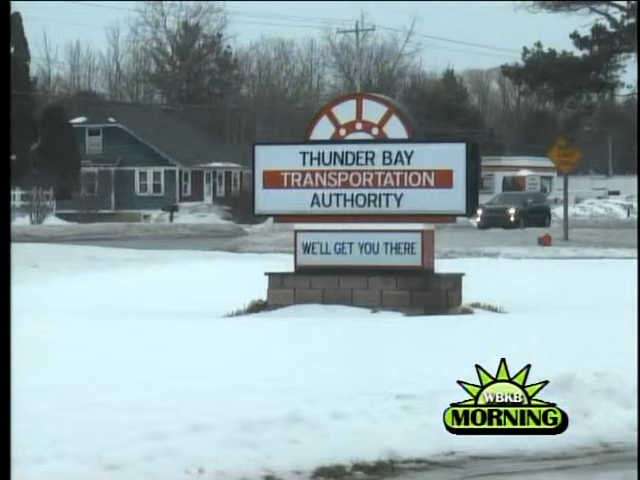 THUNDER BAY
TRANSPORTATION
AUTHORITY
WE'LL GET YOU THERE
WBKB
MORNING